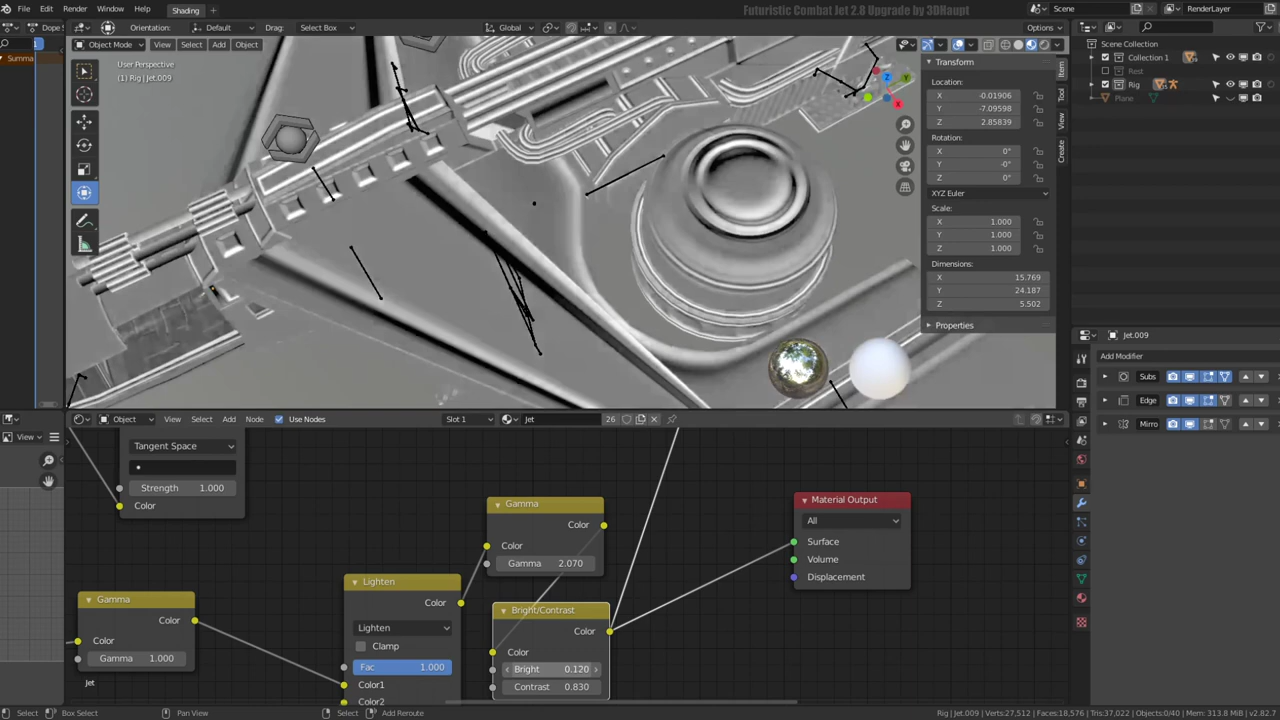 File Edit Render Window Help Shading + Futuristic Combat Jet 2.8 Upgrade by 3DHaupt Scene RenderLayer
Dope S Orientation: Default Drag: Select Box Global Options
1 Object Mode View Select Add Object
Summa
User Perspective
(1) Rig | Jet.009
Transform
Location:
X -0.01906
Y -7.09598
Z 2.85839
Rotation:
X 0°
Y -0°
Z 0°
XYZ Euler
Scale:
X 1.000
Y 1.000
Z 1.000
Dimensions:
X 15.769
Y 24.187
Z 5.502
Properties
Item
Tool
View
Create
Y
Z
X
Scene Collection
Collection 1
Rest
Rig
Plane
Jet.009
Add Modifier
Subs
Edge
Mirro
View
Object View Select Add Node Use Nodes Slot 1 Jet 26
Tangent Space
Strength 1.000
Color
Gamma
Color
Color
Gamma 1.000
Jet
Lighten
Color
Lighten
Clamp
Fac 1.000
Color1
Color2
Gamma
Color
Color
Gamma 2.070
Bright/Contrast
Color
Color
Bright 0.120
Contrast 0.830
Material Output
All
Surface
Volume
Displacement
Select Box Select Pan View Select Add Reroute Rig | Jet.009 | Verts:27,512 | Faces:18,576 | Tris:37,022 | Objects:0/40 | Mem: 313.8 MiB | v2.82.7